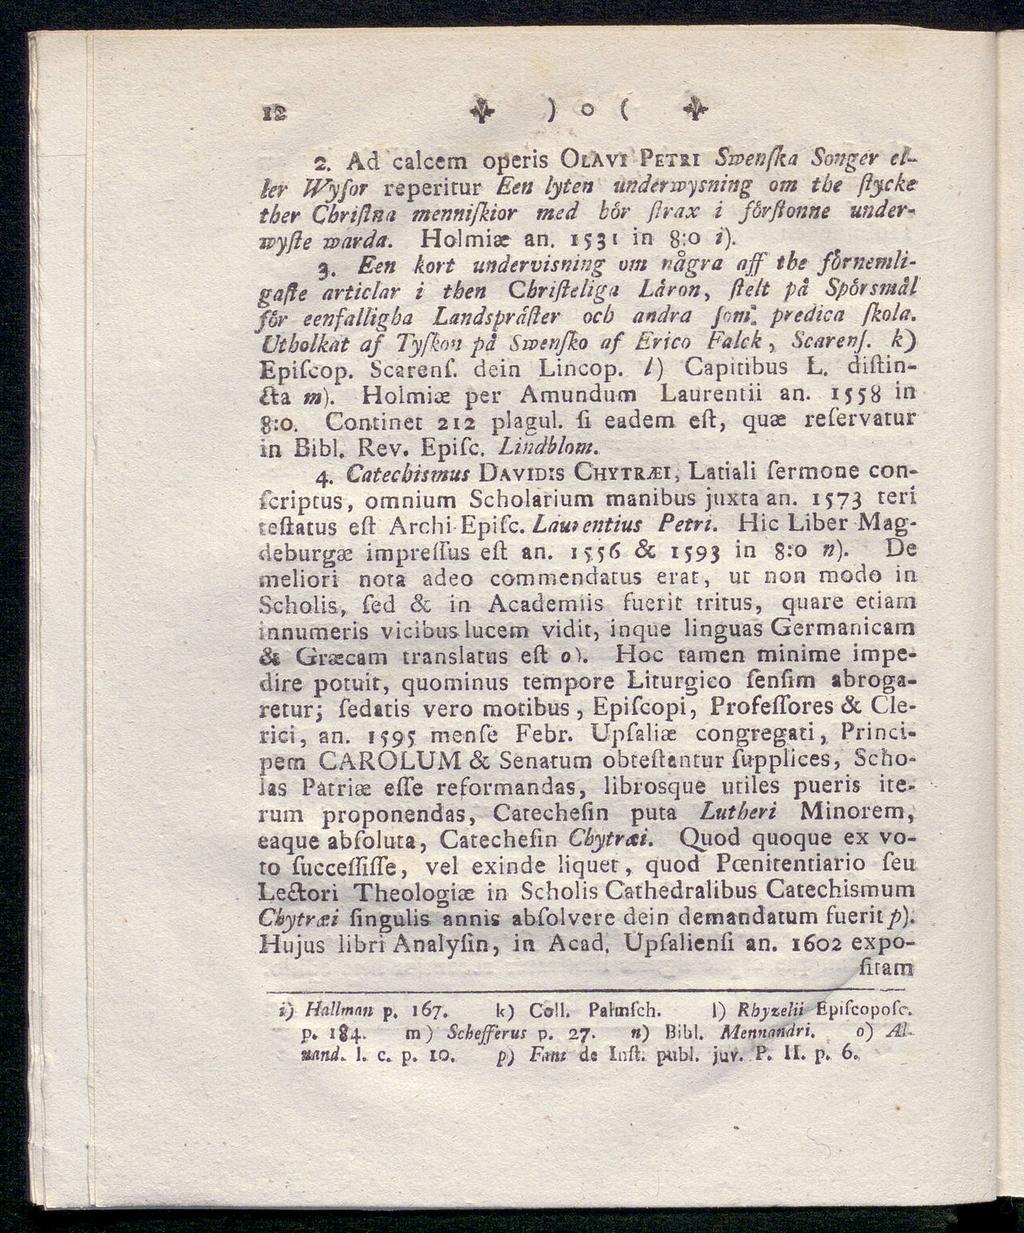 12 ) o (
2. Ad calcem operis OLAVI PETRI Swenſka Songer el-
ler Wyſor reperitur Een lyten underwysning om the ſtycke
ther Chriſtna menniſkior med bör ſtrax i förſtonne under-
wyſte warda. Holmiæ an. 1531 in 8:o i).
3. Een kort undervisning om några aff the förnemli-
gaſte articlar i then Chriſteliga Läron, ſtelt på Spörsmål
för eenfalligha Landspräſter och andra ſom predica ſkola.
Utholkat af Tyſkon på Swenſko af Erico Falck, Scarenſ. k)
Epiſcop. Scarenſ. dein Lincop. l) Capitibus L. diſtin-
cta m). Holmiæ per Amundum Laurentii an. 1558 in
8:o. Continet 212 plagul. ſi eadem eſt, quæ reſervatur
in Bibl. Rev. Epiſc. Lindblom.
4. Catechismus DAVIDIS CHYTRÆI, Latiali ſermone con-
ſcriptus, omnium Scholarium manibus juxta an. 1573 teri
teſtatus eſt Archi-Epiſc. Laurentius Petri. Hic Liber Mag-
deburgæ impreſſus eſt an. 1556 & 1593 in 8:o n). De
meliori nota adeo commendatus erat, ut non modo in
Scholis, ſed & in Academiis fuerit tritus, quare etiam
innumeris vicibus lucem vidit, inque linguas Germanicam
& Græcam translatus eſt o). Hoc tamen minime impe-
dire potuit, quominus tempore Liturgico ſenſim abroga-
retur; ſedatis vero motibus, Epiſcopi, Profeſſores & Cle-
rici, an. 1595 menſe Febr. Upſaliæ congregati, Princi-
pem CAROLUM & Senatum obteſtantur ſupplices, Scho-
las Patriæ eſſe reformandas, librosque utiles pueris ite-
rum proponendas, Catecheſin puta Lutheri Minorem,
eaque abſoluta, Catecheſin Chytræi. Quod quoque ex vo-
to ſucceſſiſſe, vel exinde liquet, quod Pœnitentiario ſeu
Lectori Theologiæ in Scholis Cathedralibus Catechismum
Chytræi ſingulis annis abſolvere dein demandatum fuerit p).
Hujus libri Analyſin, in Acad. Upſalienſi an. 1602 expo-
ſitam
i) Hallman p. 167. k) Coll. Palmſch. l) Rhyzelii Epiſcopoſc.
p. 184. m) Schefferus p. 27. n) Bibl. Mennandri. o) Al-
nand. l. c. p. 10. p) Fant de Inſt. publ. juv. P. II. p. 6.